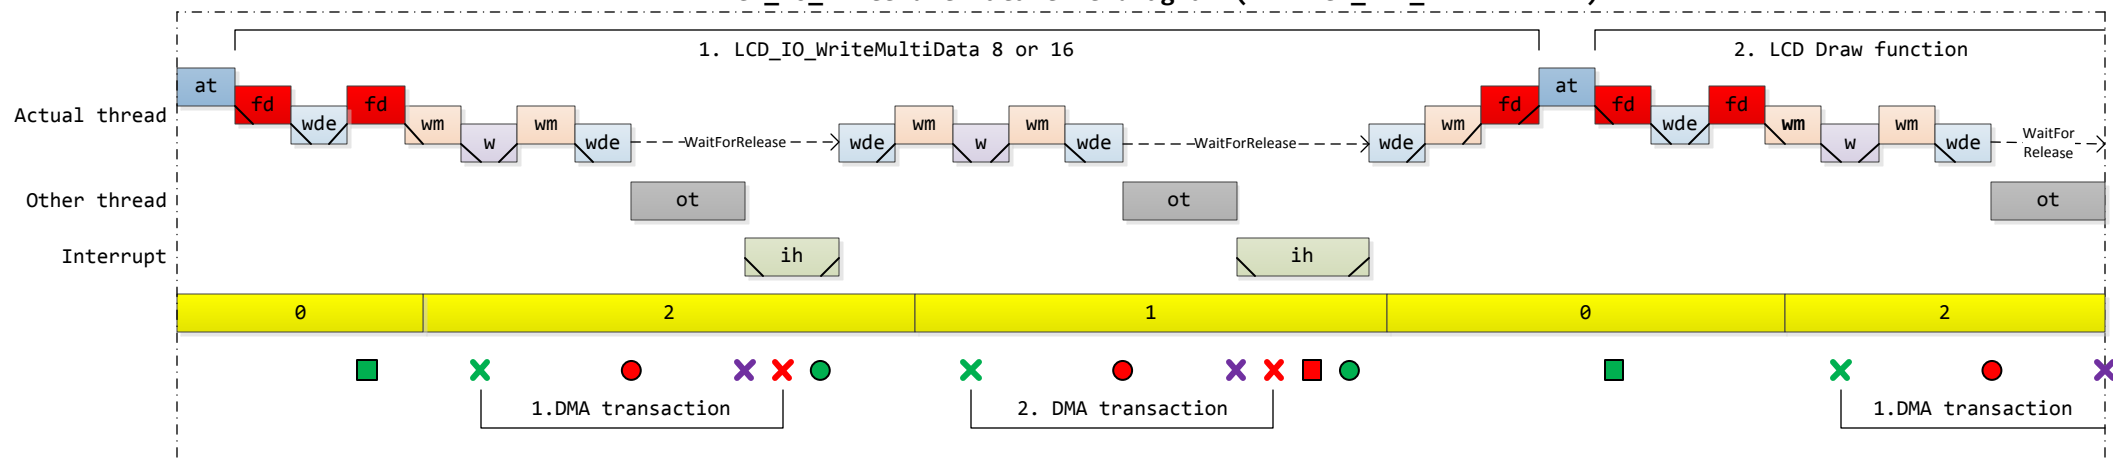 1. LCD_IO_WriteMultiData 8 or 16
2. LCD Draw function
Actual thread
at
fd
wde
fd
wm
w
wm
wde
WaitForRelease
wde
wm
w
wm
wde
WaitForRelease
wde
wm
fd
at
fd
wde
fd
wm
w
wm
wde
WaitFor
Release
Other thread
ot
ot
ot
Interrupt
ih
ih
0
2
1
0
2
1.DMA transaction
2. DMA transaction
1.DMA transaction